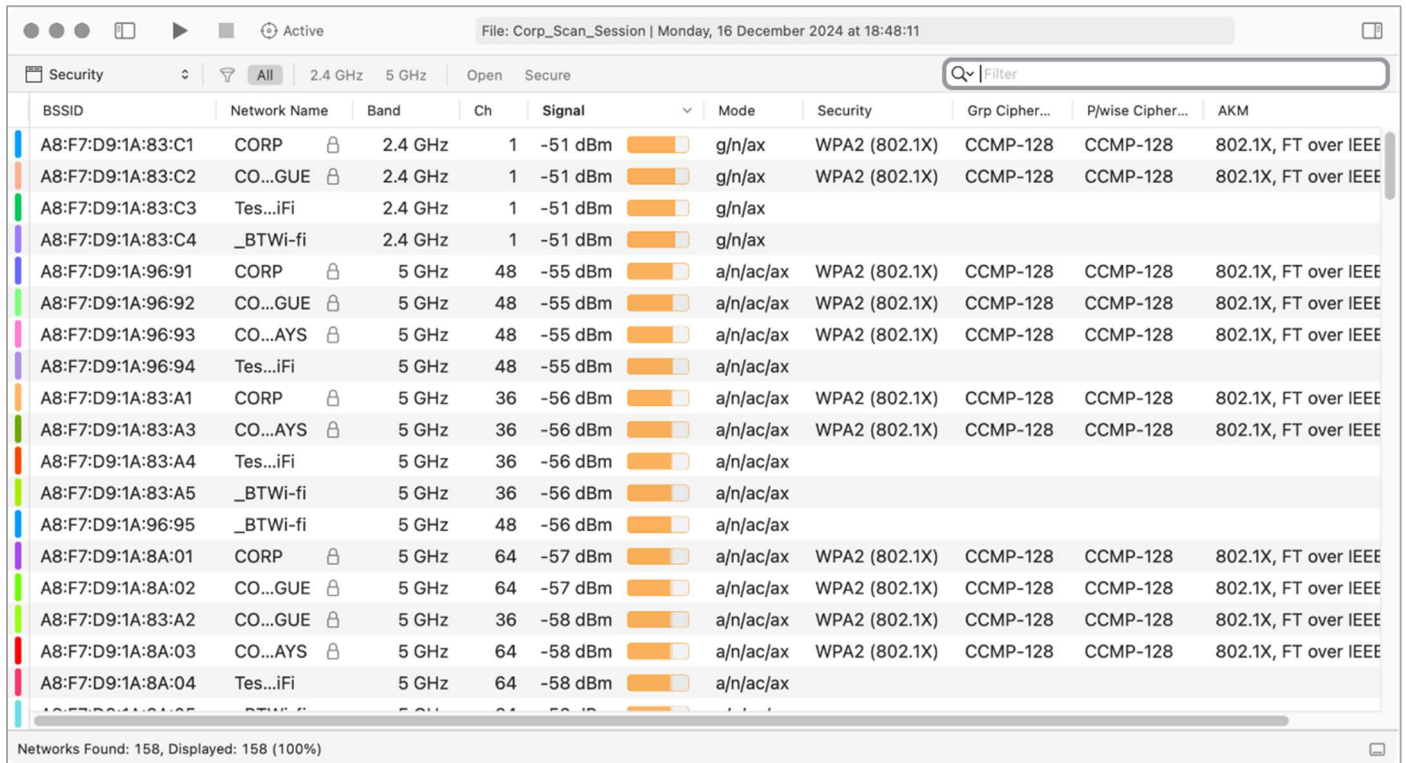 Active File: Corp_Scan_Session | Monday, 16 December 2024 at 18:48:11
Security All 2.4 GHz 5 GHz Open Secure Filter
BSSID Network Name Band Ch Signal Mode Security Grp Cipher... P/wise Cipher... AKM
A8:F7:D9:1A:83:C1 CORP 2.4 GHz 1 -51 dBm g/n/ax WPA2 (802.1X) CCMP-128 CCMP-128 802.1X, FT over IEEE
A8:F7:D9:1A:83:C2 CO...GUE 2.4 GHz 1 -51 dBm g/n/ax WPA2 (802.1X) CCMP-128 CCMP-128 802.1X, FT over IEEE
A8:F7:D9:1A:83:C3 Tes...iFi 2.4 GHz 1 -51 dBm g/n/ax
A8:F7:D9:1A:83:C4 _BTWi-fi 2.4 GHz 1 -51 dBm g/n/ax
A8:F7:D9:1A:96:91 CORP 5 GHz 48 -55 dBm a/n/ac/ax WPA2 (802.1X) CCMP-128 CCMP-128 802.1X, FT over IEEE
A8:F7:D9:1A:96:92 CO...GUE 5 GHz 48 -55 dBm a/n/ac/ax WPA2 (802.1X) CCMP-128 CCMP-128 802.1X, FT over IEEE
A8:F7:D9:1A:96:93 CO...AYS 5 GHz 48 -55 dBm a/n/ac/ax WPA2 (802.1X) CCMP-128 CCMP-128 802.1X, FT over IEEE
A8:F7:D9:1A:96:94 Tes...iFi 5 GHz 48 -55 dBm a/n/ac/ax
A8:F7:D9:1A:83:A1 CORP 5 GHz 36 -56 dBm a/n/ac/ax WPA2 (802.1X) CCMP-128 CCMP-128 802.1X, FT over IEEE
A8:F7:D9:1A:83:A3 CO...AYS 5 GHz 36 -56 dBm a/n/ac/ax WPA2 (802.1X) CCMP-128 CCMP-128 802.1X, FT over IEEE
A8:F7:D9:1A:83:A4 Tes...iFi 5 GHz 36 -56 dBm a/n/ac/ax
A8:F7:D9:1A:83:A5 _BTWi-fi 5 GHz 36 -56 dBm a/n/ac/ax
A8:F7:D9:1A:96:95 _BTWi-fi 5 GHz 48 -56 dBm a/n/ac/ax
A8:F7:D9:1A:8A:01 CORP 5 GHz 64 -57 dBm a/n/ac/ax WPA2 (802.1X) CCMP-128 CCMP-128 802.1X, FT over IEEE
A8:F7:D9:1A:8A:02 CO...GUE 5 GHz 64 -57 dBm a/n/ac/ax WPA2 (802.1X) CCMP-128 CCMP-128 802.1X, FT over IEEE
A8:F7:D9:1A:83:A2 CO...GUE 5 GHz 36 -58 dBm a/n/ac/ax WPA2 (802.1X) CCMP-128 CCMP-128 802.1X, FT over IEEE
A8:F7:D9:1A:8A:03 CO...AYS 5 GHz 64 -58 dBm a/n/ac/ax WPA2 (802.1X) CCMP-128 CCMP-128 802.1X, FT over IEEE
A8:F7:D9:1A:8A:04 Tes...iFi 5 GHz 64 -58 dBm a/n/ac/ax
Networks Found: 158, Displayed: 158 (100%)